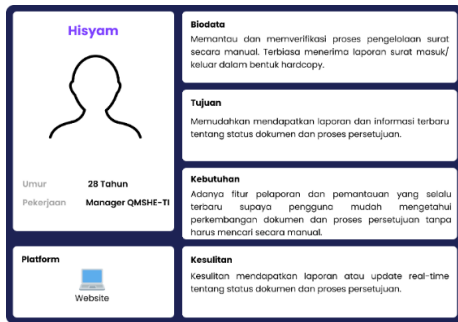 Hisyam
Umur 28 Tahun
Pekerjaan Manager QMSHE-TI
Platform
Website
Biodata
Memantau dan memverifikasi proses pengelolaan surat
secara manual. Terbiasa menerima laporan surat masuk/
keluar dalam bentuk hardcopy.
Tujuan
Memudahkan mendapatkan laporan dan informasi terbaru
tentang status dokumen dan proses persetujuan.
Kebutuhan
Adanya fitur pelaporan dan pemantauan yang selalu
terbaru supaya pengguna mudah mengetahui
perkembangan dokumen dan proses persetujuan tanpa
harus mencari secara manual.
Kesulitan
Kesulitan mendapatkan laporan atau update real-time
tentang status dokumen dan proses persetujuan.